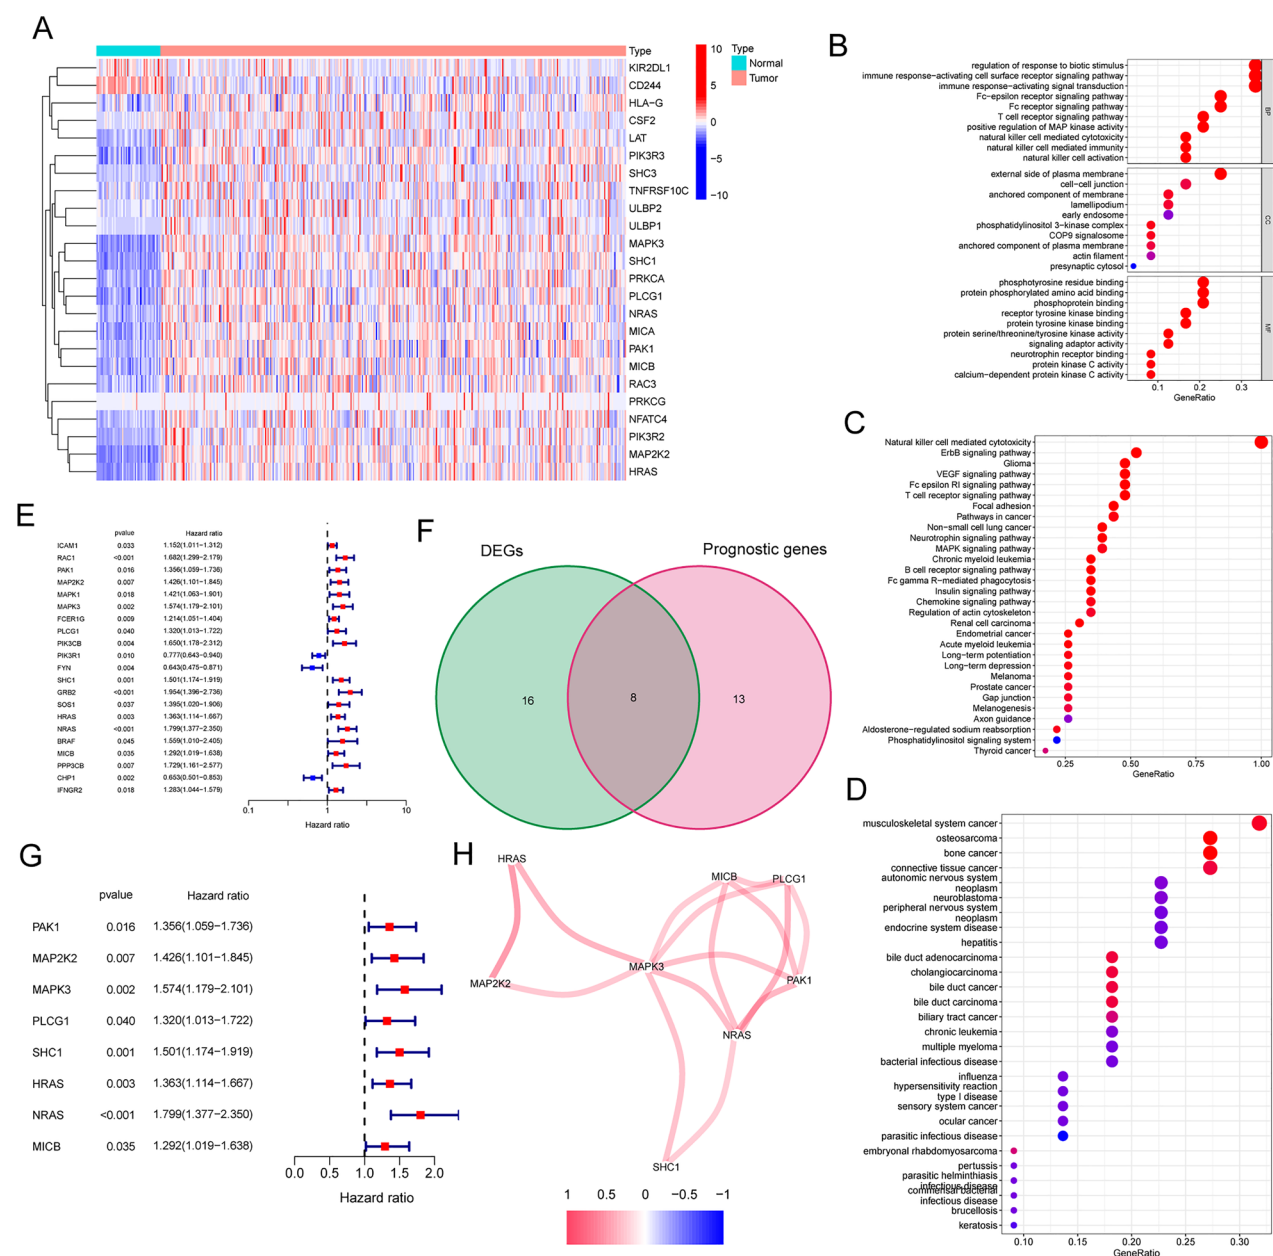 A
Type
KIR2DL1
CD244
HLA-G
CSF2
LAT
PIK3R3
SHC3
TNFRSF10C
ULBP2
ULBP1
MAPK3
SHC1
PRKCA
PLCG1
NRAS
MICA
PAK1
MICB
RAC3
PRKCG
NFATC4
PIK3R2
MAP2K2
HRAS
10
5
0
−5
−10
Type
Normal
Tumor
B
regulation of response to biotic stimulus
immune response−activating cell surface receptor signaling pathway
immune response−activating signal transduction
Fc−epsilon receptor signaling pathway
Fc receptor signaling pathway
T cell receptor signaling pathway
positive regulation of MAP kinase activity
natural killer cell mediated cytotoxicity
natural killer cell mediated immunity
natural killer cell activation
BP
external side of plasma membrane
cell−cell junction
anchored component of membrane
lamellipodium
early endosome
phosphatidylinositol 3−kinase complex
COP9 signalosome
anchored component of plasma membrane
actin filament
presynaptic cytosol
CC
phosphotyrosine residue binding
protein phosphorylated amino acid binding
phosphoprotein binding
receptor tyrosine kinase binding
protein tyrosine kinase binding
protein serine/threonine/tyrosine kinase activity
signaling adaptor activity
neurotrophin receptor binding
protein kinase C activity
calcium−dependent protein kinase C activity
MF
0.1 0.2 0.3
GeneRatio
C
Natural killer cell mediated cytotoxicity
ErbB signaling pathway
Glioma
VEGF signaling pathway
Fc epsilon RI signaling pathway
T cell receptor signaling pathway
Focal adhesion
Pathways in cancer
Non−small cell lung cancer
Neurotrophin signaling pathway
MAPK signaling pathway
Chronic myeloid leukemia
B cell receptor signaling pathway
Fc gamma R−mediated phagocytosis
Insulin signaling pathway
Chemokine signaling pathway
Regulation of actin cytoskeleton
Renal cell carcinoma
Endometrial cancer
Acute myeloid leukemia
Long−term potentiation
Long−term depression
Melanoma
Prostate cancer
Gap junction
Melanogenesis
Axon guidance
Aldosterone−regulated sodium reabsorption
Phosphatidylinositol signaling system
Thyroid cancer
0.25 0.50 0.75 1.00
GeneRatio
D
musculoskeletal system cancer
osteosarcoma
bone cancer
connective tissue cancer
autonomic nervous system
neoplasm
neuroblastoma
peripheral nervous system
neoplasm
endocrine system disease
hepatitis
bile duct adenocarcinoma
cholangiocarcinoma
bile duct cancer
bile duct carcinoma
biliary tract cancer
chronic leukemia
multiple myeloma
bacterial infectious disease
influenza
hypersensitivity reaction
type I disease
sensory system cancer
ocular cancer
parasitic infectious disease
embryonal rhabdomyosarcoma
pertussis
parasitic helminthiasis
infectious disease
commensal bacterial
infectious disease
brucellosis
keratosis
0.10 0.15 0.20 0.25 0.30
GeneRatio
E
pvalue Hazard ratio
ICAM1 0.033 1.152(1.011−1.312)
RAC1 <0.001 1.682(1.299−2.179)
PAK1 0.016 1.356(1.059−1.736)
MAP2K2 0.007 1.426(1.101−1.845)
MAPK1 0.018 1.421(1.063−1.901)
MAPK3 0.002 1.574(1.179−2.101)
FCER1G 0.009 1.214(1.051−1.404)
PLCG1 0.040 1.320(1.013−1.722)
PIK3CB 0.004 1.650(1.178−2.312)
PIK3R1 0.010 0.777(0.643−0.940)
FYN 0.004 0.643(0.475−0.871)
SHC1 0.001 1.501(1.174−1.919)
GRB2 <0.001 1.954(1.396−2.736)
SOS1 0.037 1.395(1.020−1.906)
HRAS 0.003 1.363(1.114−1.667)
NRAS <0.001 1.799(1.377−2.350)
BRAF 0.045 1.559(1.010−2.405)
MICB 0.035 1.292(1.019−1.638)
PPP3CB 0.007 1.729(1.161−2.577)
CHP1 0.002 0.653(0.501−0.853)
IFNGR2 0.018 1.283(1.044−1.579)
0.1 1 10
Hazard ratio
F
DEGs Prognostic genes
16 8 13
G
pvalue Hazard ratio
PAK1 0.016 1.356(1.059−1.736)
MAP2K2 0.007 1.426(1.101−1.845)
MAPK3 0.002 1.574(1.179−2.101)
PLCG1 0.040 1.320(1.013−1.722)
SHC1 0.001 1.501(1.174−1.919)
HRAS 0.003 1.363(1.114−1.667)
NRAS <0.001 1.799(1.377−2.350)
MICB 0.035 1.292(1.019−1.638)
0.0 0.5 1.0 1.5 2.0
Hazard ratio
H
HRAS
MICB
PLCG1
MAPK3
MAP2K2
PAK1
NRAS
SHC1
1 0.5 0 −0.5 −1